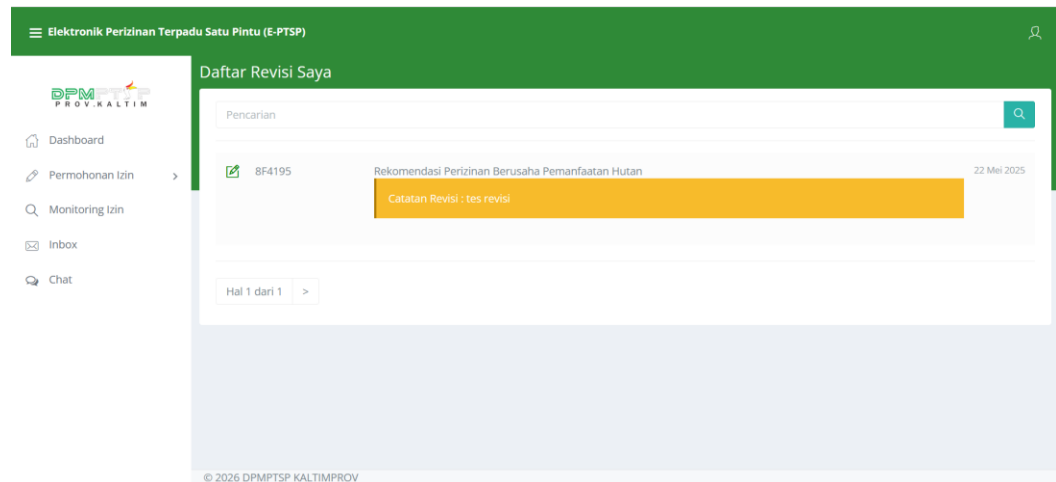 Elektronik Perizinan Terpadu Satu Pintu (E-PTSP)
Daftar Revisi Saya
DPMPTSP
PROV.KALTIM
Dashboard
Permohonan Izin >
Monitoring Izin
Inbox
Chat
Pencarian
8F4195 Rekomendasi Perizinan Berusaha Pemanfaatan Hutan 22 Mei 2025
Catatan Revisi : tes revisi
Hal 1 dari 1 >
© 2026 DPMPTSP KALTIMPROV